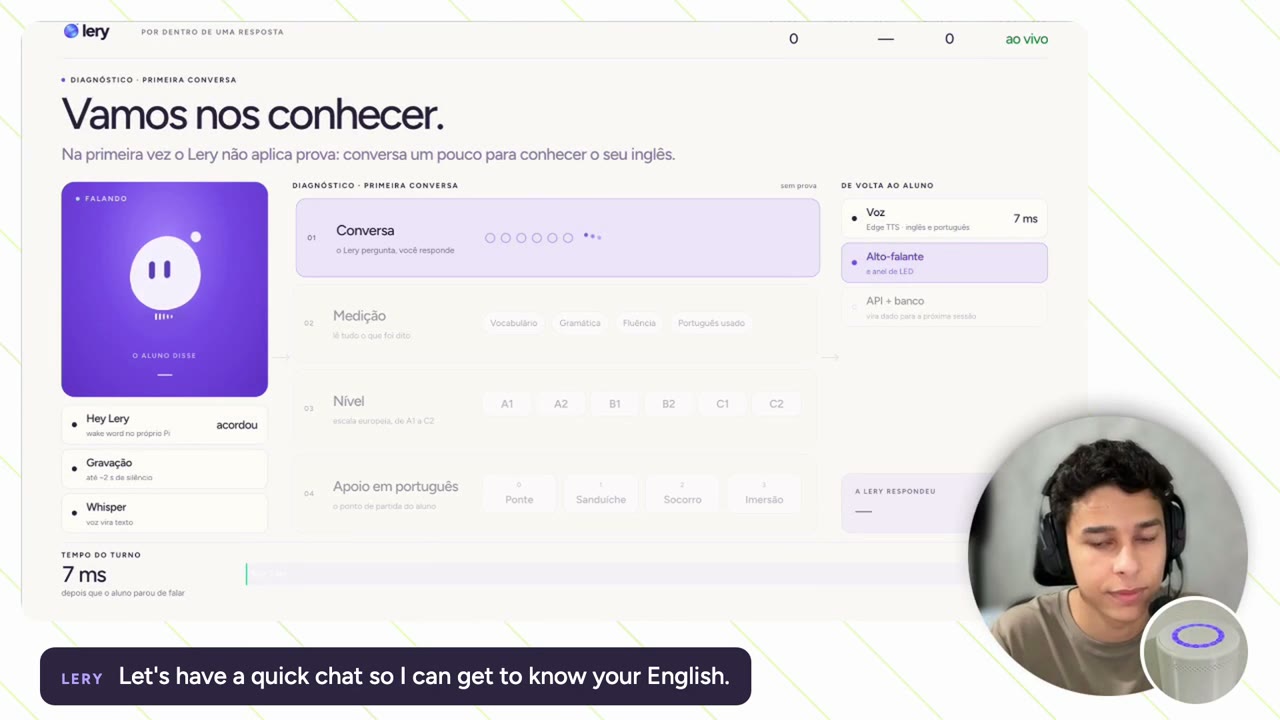 lery
POR DENTRO DE UMA RESPOSTA
0 — 0 ao vivo
DIAGNÓSTICO · PRIMEIRA CONVERSA
Vamos nos conhecer.
Na primeira vez o Lery não aplica prova: conversa um pouco para conhecer o seu inglês.
FALANDO
O ALUNO DISSE
—
Hey Lery
wake word no próprio Pi
acordou
Gravação
até ~2 s de silêncio
Whisper
voz vira texto
DIAGNÓSTICO · PRIMEIRA CONVERSA
sem prova
01
Conversa
o Lery pergunta, você responde
02
Medição
lê tudo o que foi dito
Vocabulário Gramática Fluência Português usado
03
Nível
escala europeia, de A1 a C2
A1 A2 B1 B2 C1 C2
04
Apoio em português
o ponto de partida do aluno
0 1 2 3
Ponte Sanduíche Socorro Imersão
DE VOLTA AO ALUNO
Voz
Edge TTS · inglês e português
7 ms
Alto-falante
e anel de LED
API + banco
vira dado para a próxima sessão
A LERY RESPONDEU
—
TEMPO DO TURNO
7 ms
depois que o aluno parou de falar
LERY Let's have a quick chat so I can get to know your English.